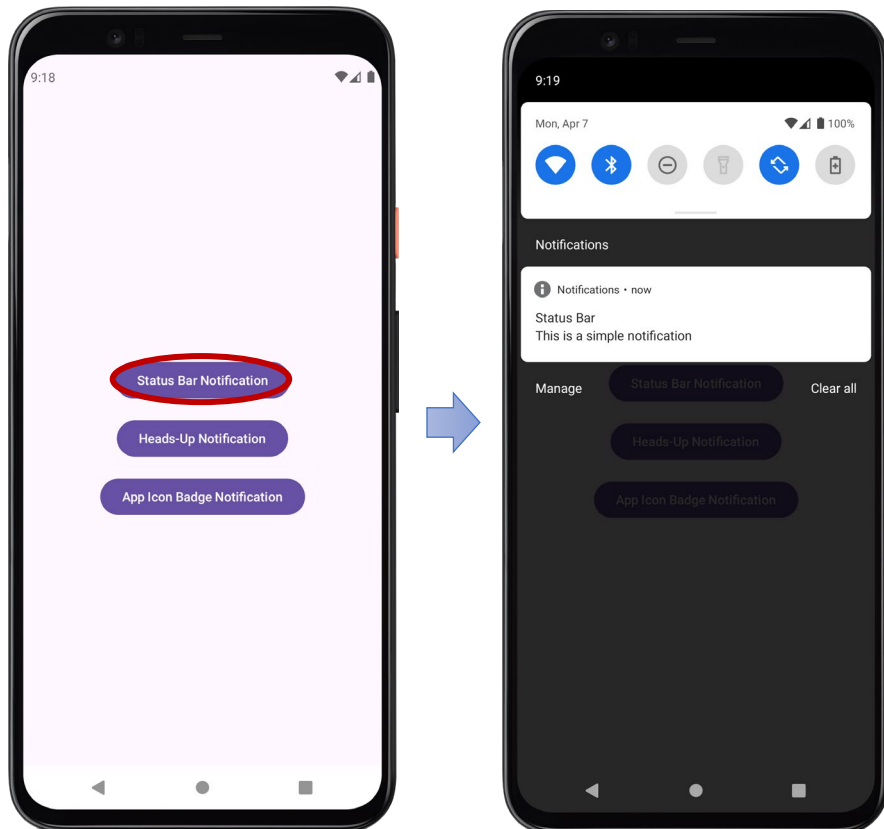 9:18
Status Bar Notification
Heads-Up Notification
App Icon Badge Notification
9:19
Mon, Apr 7
100%
Notifications
Notifications • now
Status Bar
This is a simple notification
Manage
Clear all
Status Bar Notification
Heads-Up Notification
App Icon Badge Notification